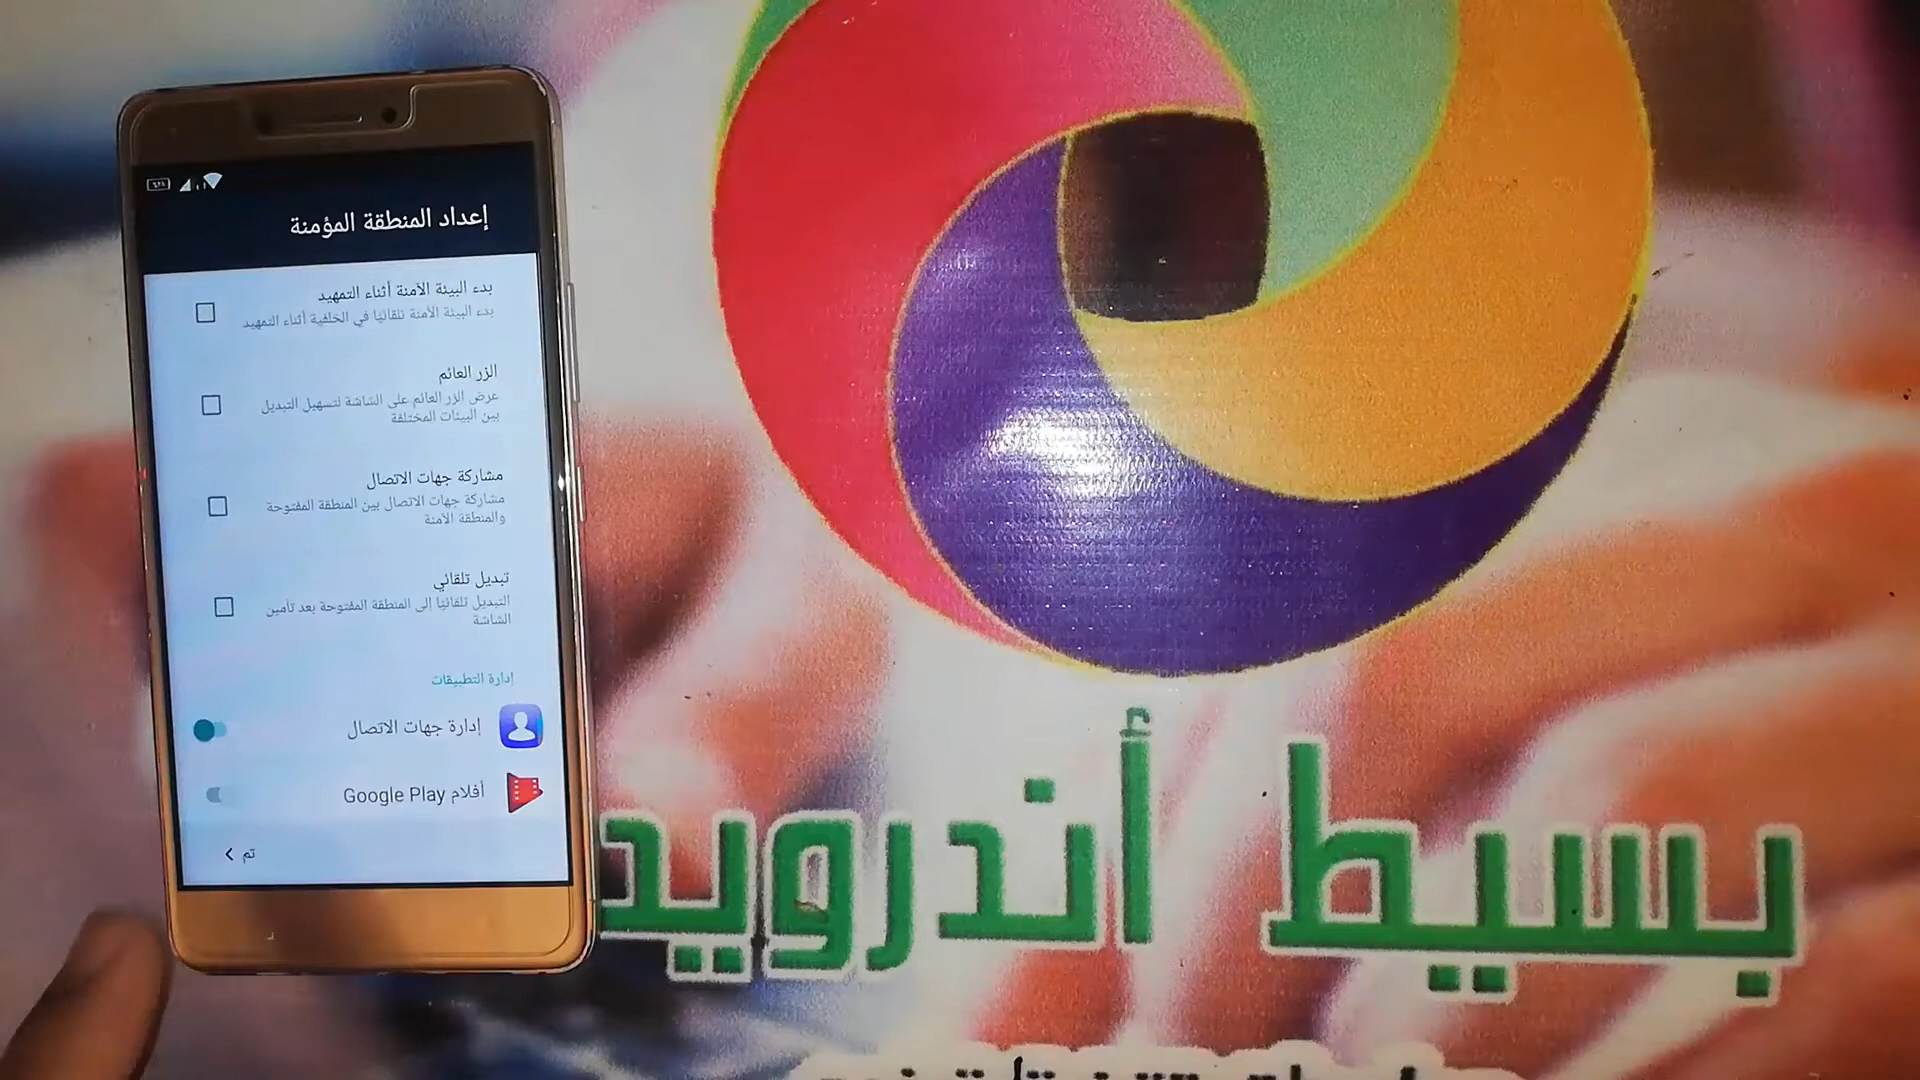 إعداد المنطقة المؤمنة
بدء البيئة الآمنة أثناء التمهيد
بدء البيئة الآمنة تلقائيًا في الخلفية أثناء التمهيد
الزر العائم
عرض الزر العائم على الشاشة لتسهيل التبديل
بين البيئات المختلفة
مشاركة جهات الاتصال
مشاركة جهات الاتصال بين المنطقة المفتوحة
والمنطقة الآمنة
تبديل تلقائي
التبديل تلقائيًا إلى المنطقة المفتوحة بعد تأمين
الشاشة
إدارة التطبيقات
إدارة جهات الاتصال
أفلام Google Play
تم
بسيط أندرويد